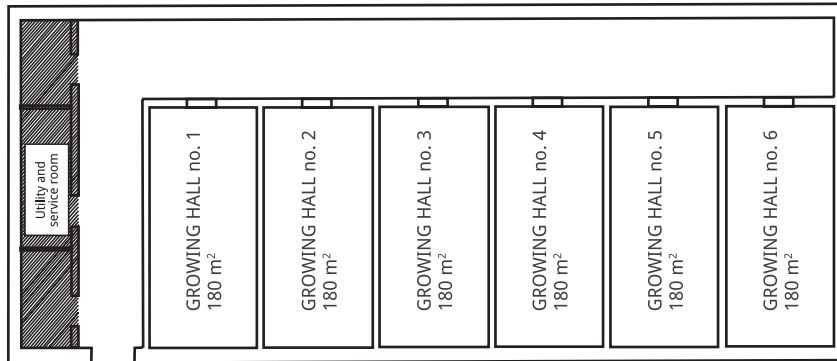 Utility and
service room
GROWING HALL no. 1
180 m²
GROWING HALL no. 2
180 m²
GROWING HALL no. 3
180 m²
GROWING HALL no. 4
180 m²
GROWING HALL no. 5
180 m²
GROWING HALL no. 6
180 m²